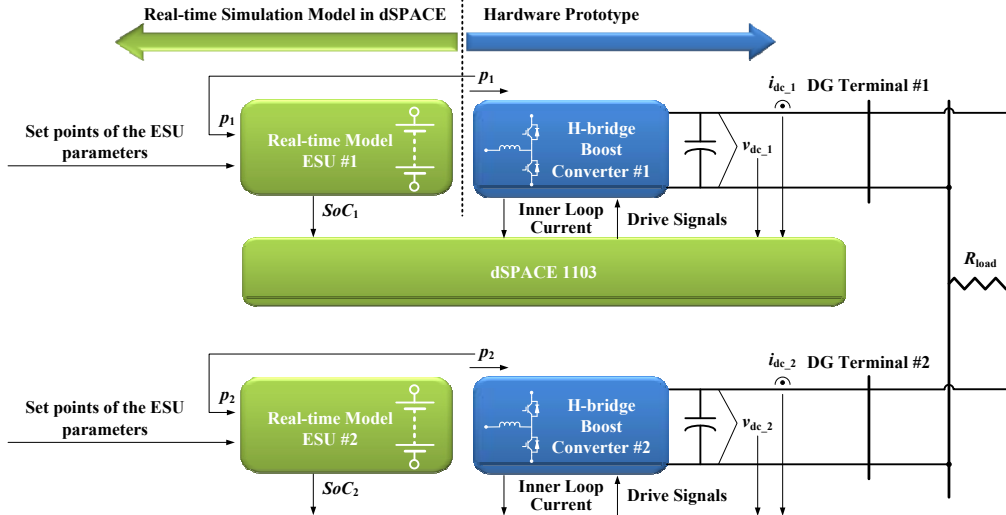 Real-time Simulation Model in dSPACE
Hardware Prototype
p1
p1
Set points of the ESU
parameters
Real-time Model
ESU #1
H-bridge
Boost
Converter #1
idc_1
DG Terminal #1
vdc_1
SoC1
Inner Loop
Current
Drive Signals
dSPACE 1103
Rload
p2
p2
Set points of the ESU
parameters
Real-time Model
ESU #2
H-bridge
Boost
Converter #2
idc_2
DG Terminal #2
vdc_2
SoC2
Inner Loop
Current
Drive Signals